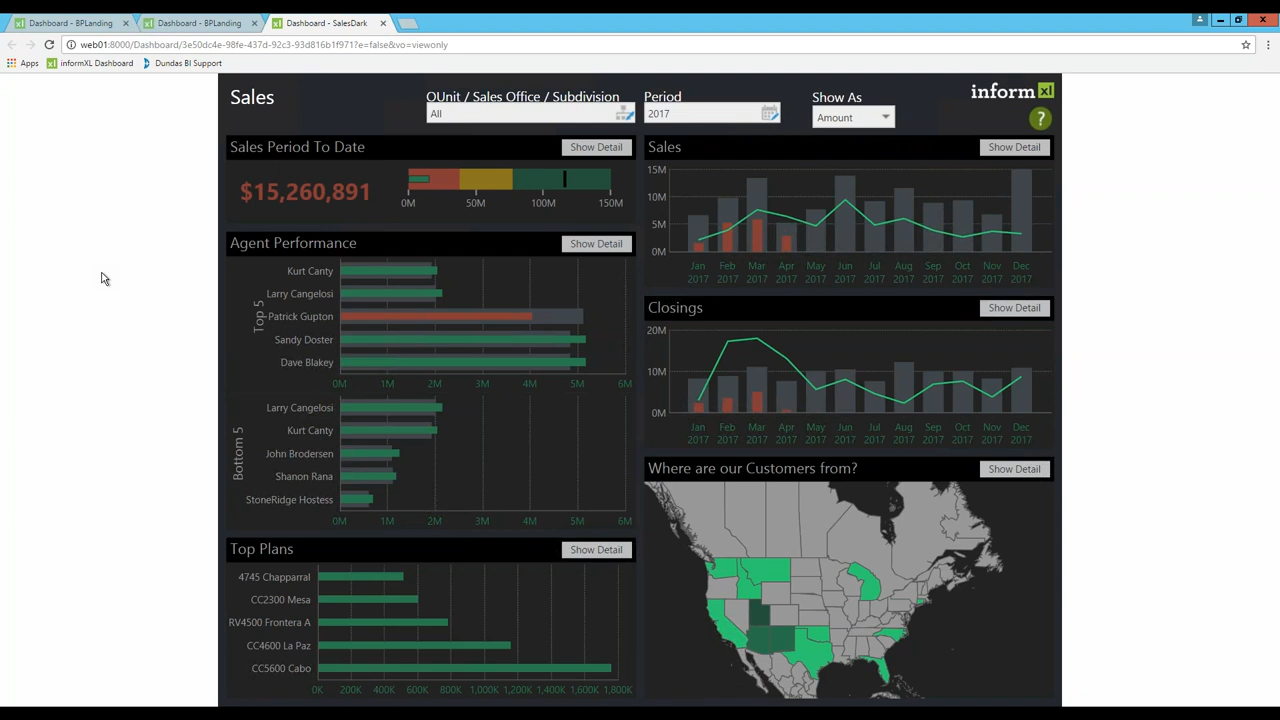 Dashboard - BPLanding
Dashboard - BPLanding
Dashboard - SalesDark
web01:8000/Dashboard/3e50dc4e-98fe-437d-92c3-93d816b1f971?e=false&vo=viewonly
Apps
informXL Dashboard
Dundas BI Support
Sales
OUnit / Sales Office / Subdivision
All
Period
2017
Show As
Amount
inform xl
?
Sales Period To Date
Show Detail
$15,260,891
0M 50M 100M 150M
Agent Performance
Show Detail
Top 5
Kurt Canty
Larry Cangelosi
Patrick Gupton
Sandy Doster
Dave Blakey
0M 1M 2M 3M 4M 5M 6M
Bottom 5
Larry Cangelosi
Kurt Canty
John Brodersen
Shanon Rana
StoneRidge Hostess
0M 1M 2M 3M 4M 5M 6M
Top Plans
Show Detail
4745 Chapparral
CC2300 Mesa
RV4500 Frontera A
CC4600 La Paz
CC5600 Cabo
0K 200K 400K 600K 800K 1,000K 1,200K 1,400K 1,600K 1,800K
Sales
Show Detail
15M
10M
5M
0M
Jan Feb Mar Apr May Jun Jul Aug Sep Oct Nov Dec
2017 2017 2017 2017 2017 2017 2017 2017 2017 2017 2017 2017
Closings
Show Detail
20M
10M
0M
Jan Feb Mar Apr May Jun Jul Aug Sep Oct Nov Dec
2017 2017 2017 2017 2017 2017 2017 2017 2017 2017 2017 2017
Where are our Customers from?
Show Detail